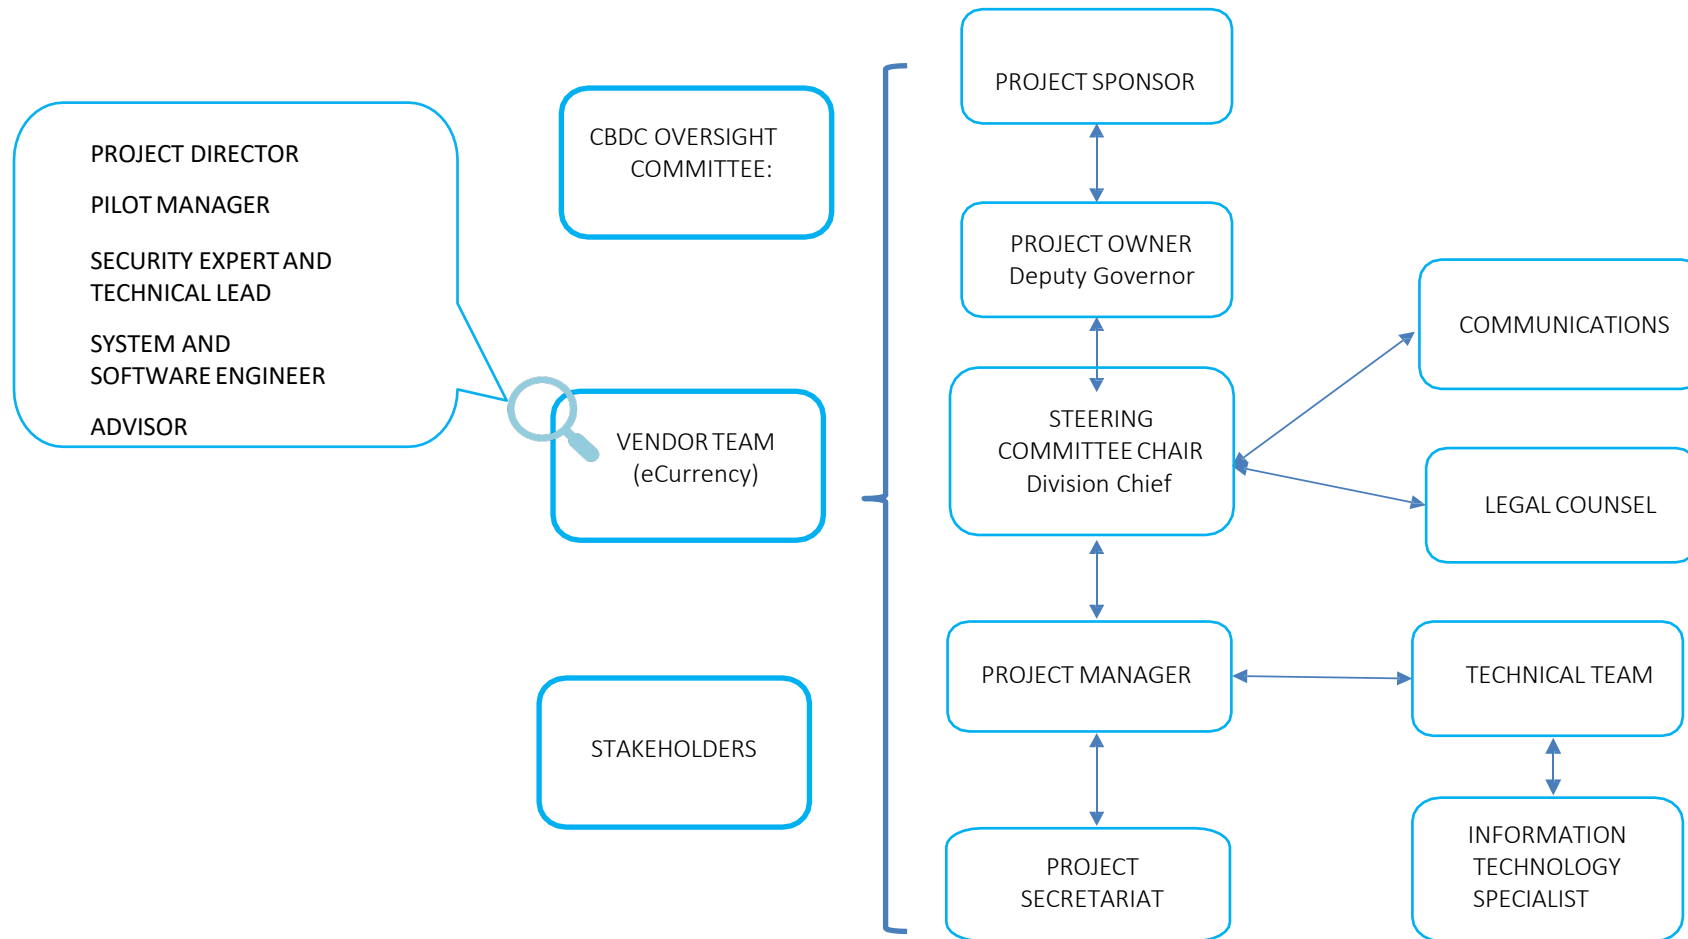 PROJECT DIRECTOR
PILOT MANAGER
SECURITY EXPERT AND
TECHNICAL LEAD
SYSTEM AND
SOFTWARE ENGINEER
ADVISOR
CBDC OVERSIGHT
COMMITTEE:
VENDOR TEAM
(eCurrency)
STAKEHOLDERS
PROJECT SPONSOR
PROJECT OWNER
Deputy Governor
STEERING
COMMITTEE CHAIR
Division Chief
PROJECT MANAGER
PROJECT
SECRETARIAT
COMMUNICATIONS
LEGAL COUNSEL
TECHNICAL TEAM
INFORMATION
TECHNOLOGY
SPECIALIST